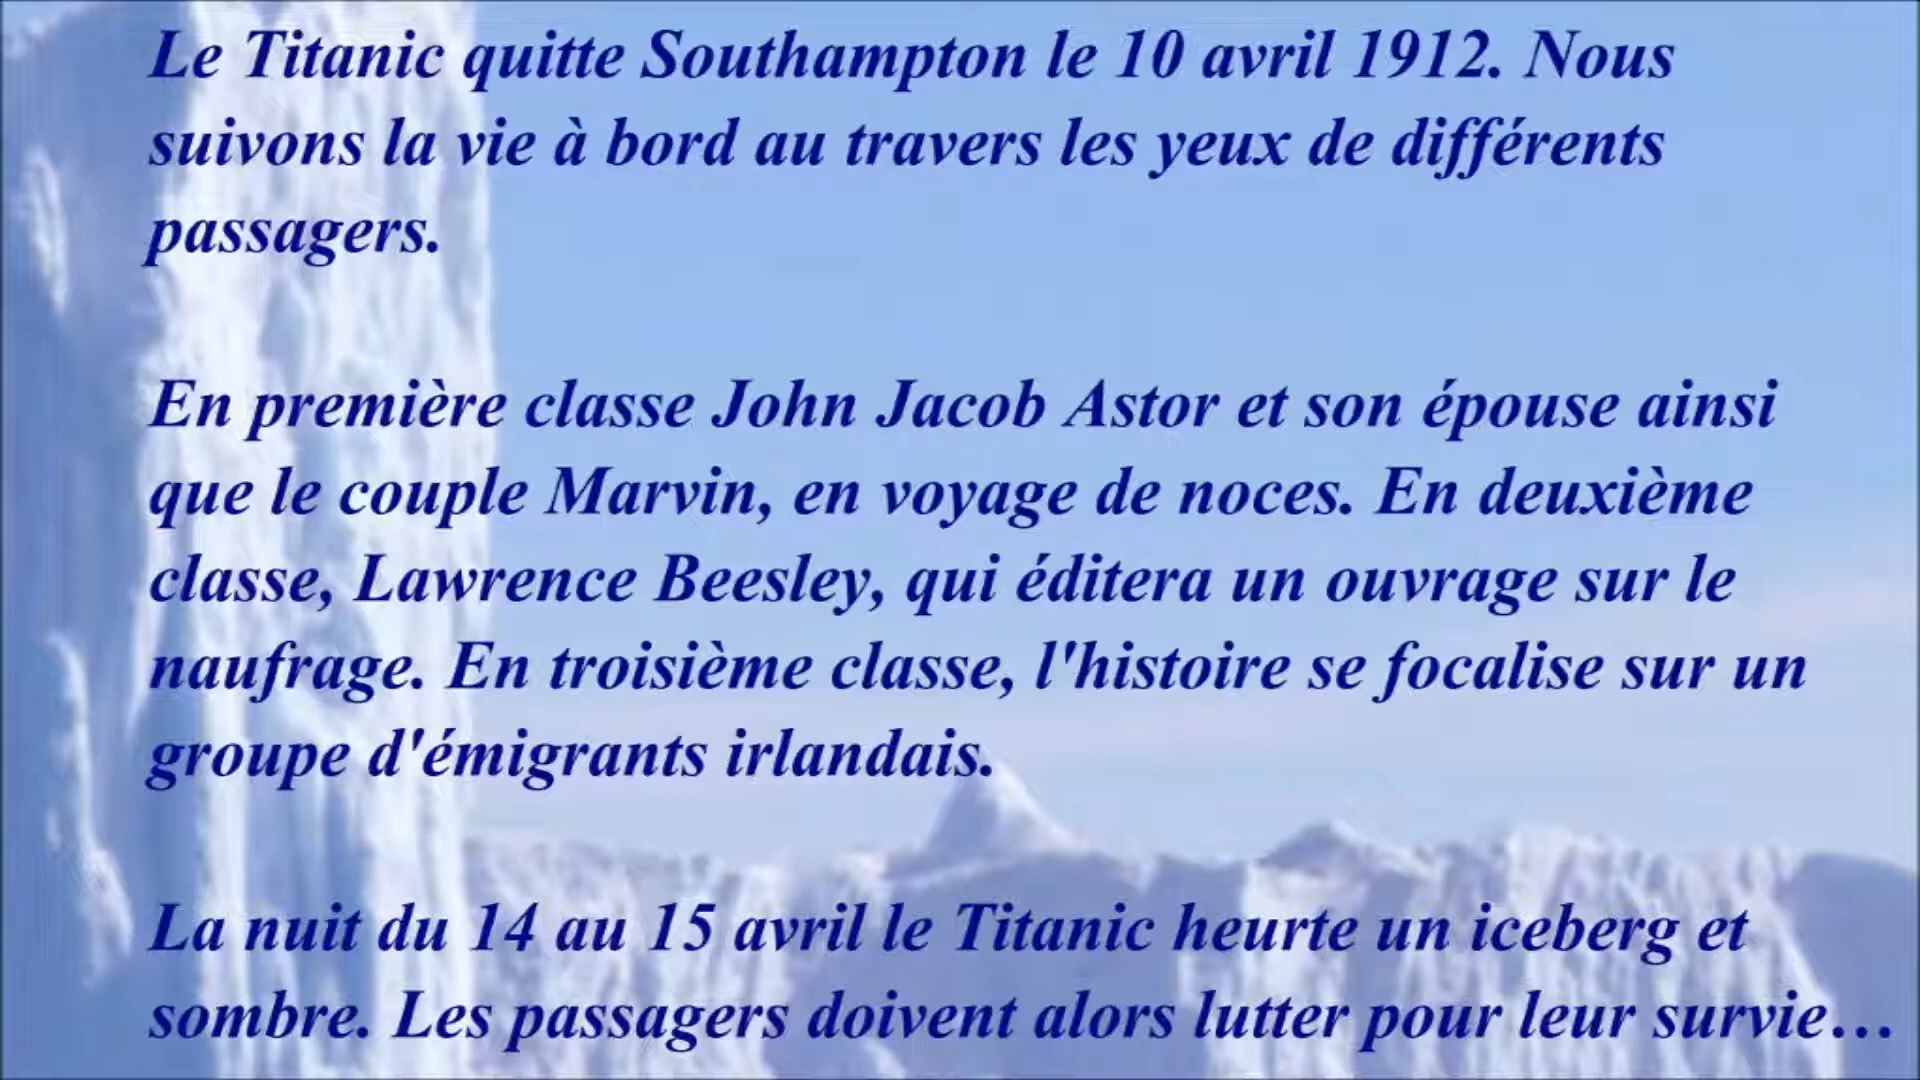 Le Titanic quitte Southampton le 10 avril 1912. Nous
suivons la vie à bord au travers les yeux de différents
passagers.
En première classe John Jacob Astor et son épouse ainsi
que le couple Marvin, en voyage de noces. En deuxième
classe, Lawrence Beesley, qui éditera un ouvrage sur le
naufrage. En troisième classe, l'histoire se focalise sur un
groupe d'émigrants irlandais.
La nuit du 14 au 15 avril le Titanic heurte un iceberg et
sombre. Les passagers doivent alors lutter pour leur survie…